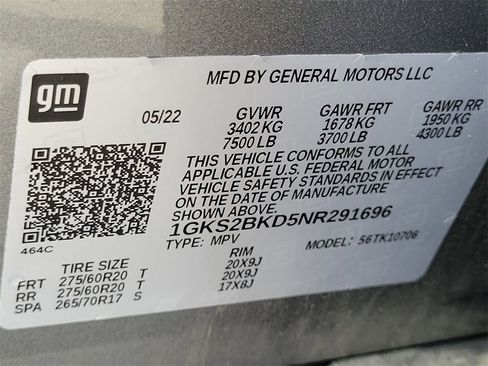 gm
MFD BY GENERAL MOTORS LLC
05/22 GVWR GAWR FRT GAWR RR
3402 KG 1678 KG 1950 KG
7500 LB 3700 LB 4300 LB
THIS VEHICLE CONFORMS TO ALL
APPLICABLE U.S. FEDERAL MOTOR
VEHICLE SAFETY STANDARDS IN EFFECT
ON THE DATE OF MANUFACTURE
SHOWN ABOVE.
1GKS2BKD5NR291696
TYPE: MPV MODEL: 56TK10706
464C
TIRE SIZE RIM
FRT 275/60R20 T 20X9J
RR 275/60R20 T 20X9J
SPA 265/70R17 S 17X8J